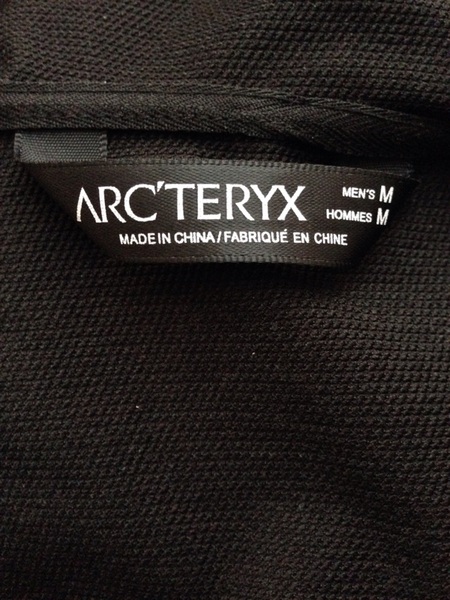 ARC'TERYX
MEN'S M
HOMMES M
MADE IN CHINA / FABRIQUÉ EN CHINE